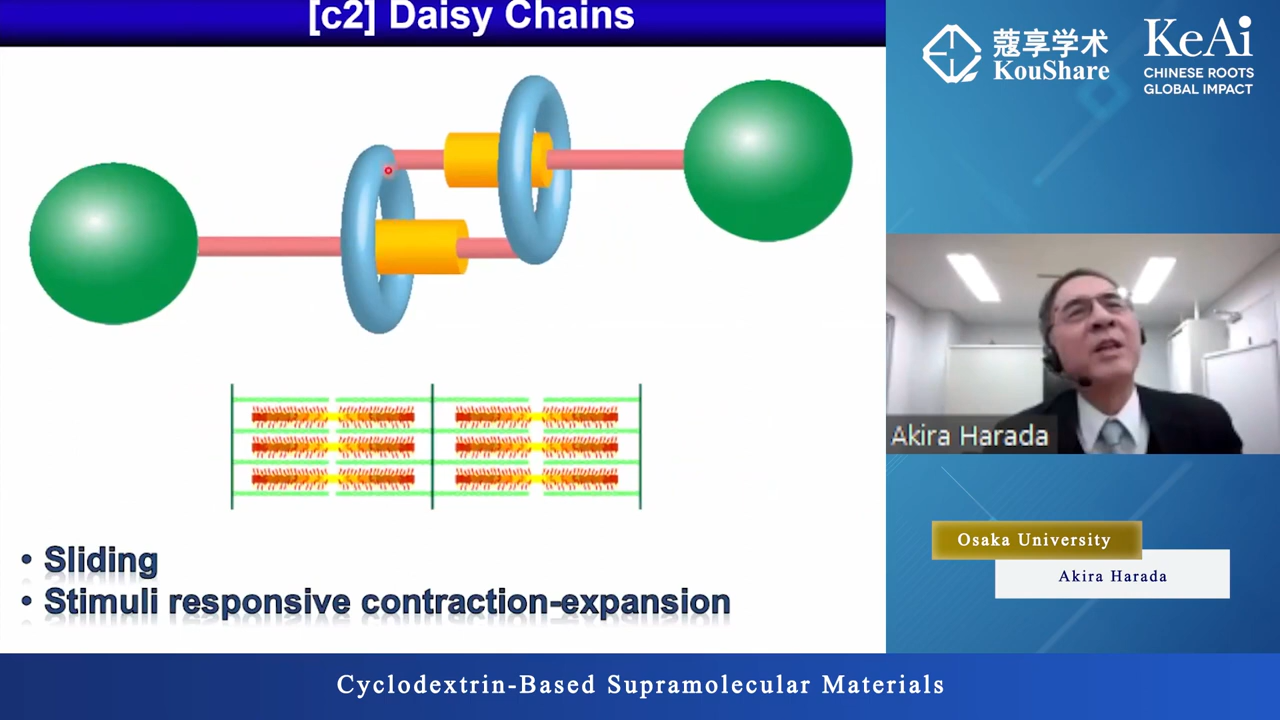 [c2] Daisy Chains
• Sliding
• Stimuli responsive contraction-expansion
蔻享学术
KouShare
KeAi
CHINESE ROOTS
GLOBAL IMPACT
Akira Harada
Osaka University
Akira Harada
Cyclodextrin-Based Supramolecular Materials